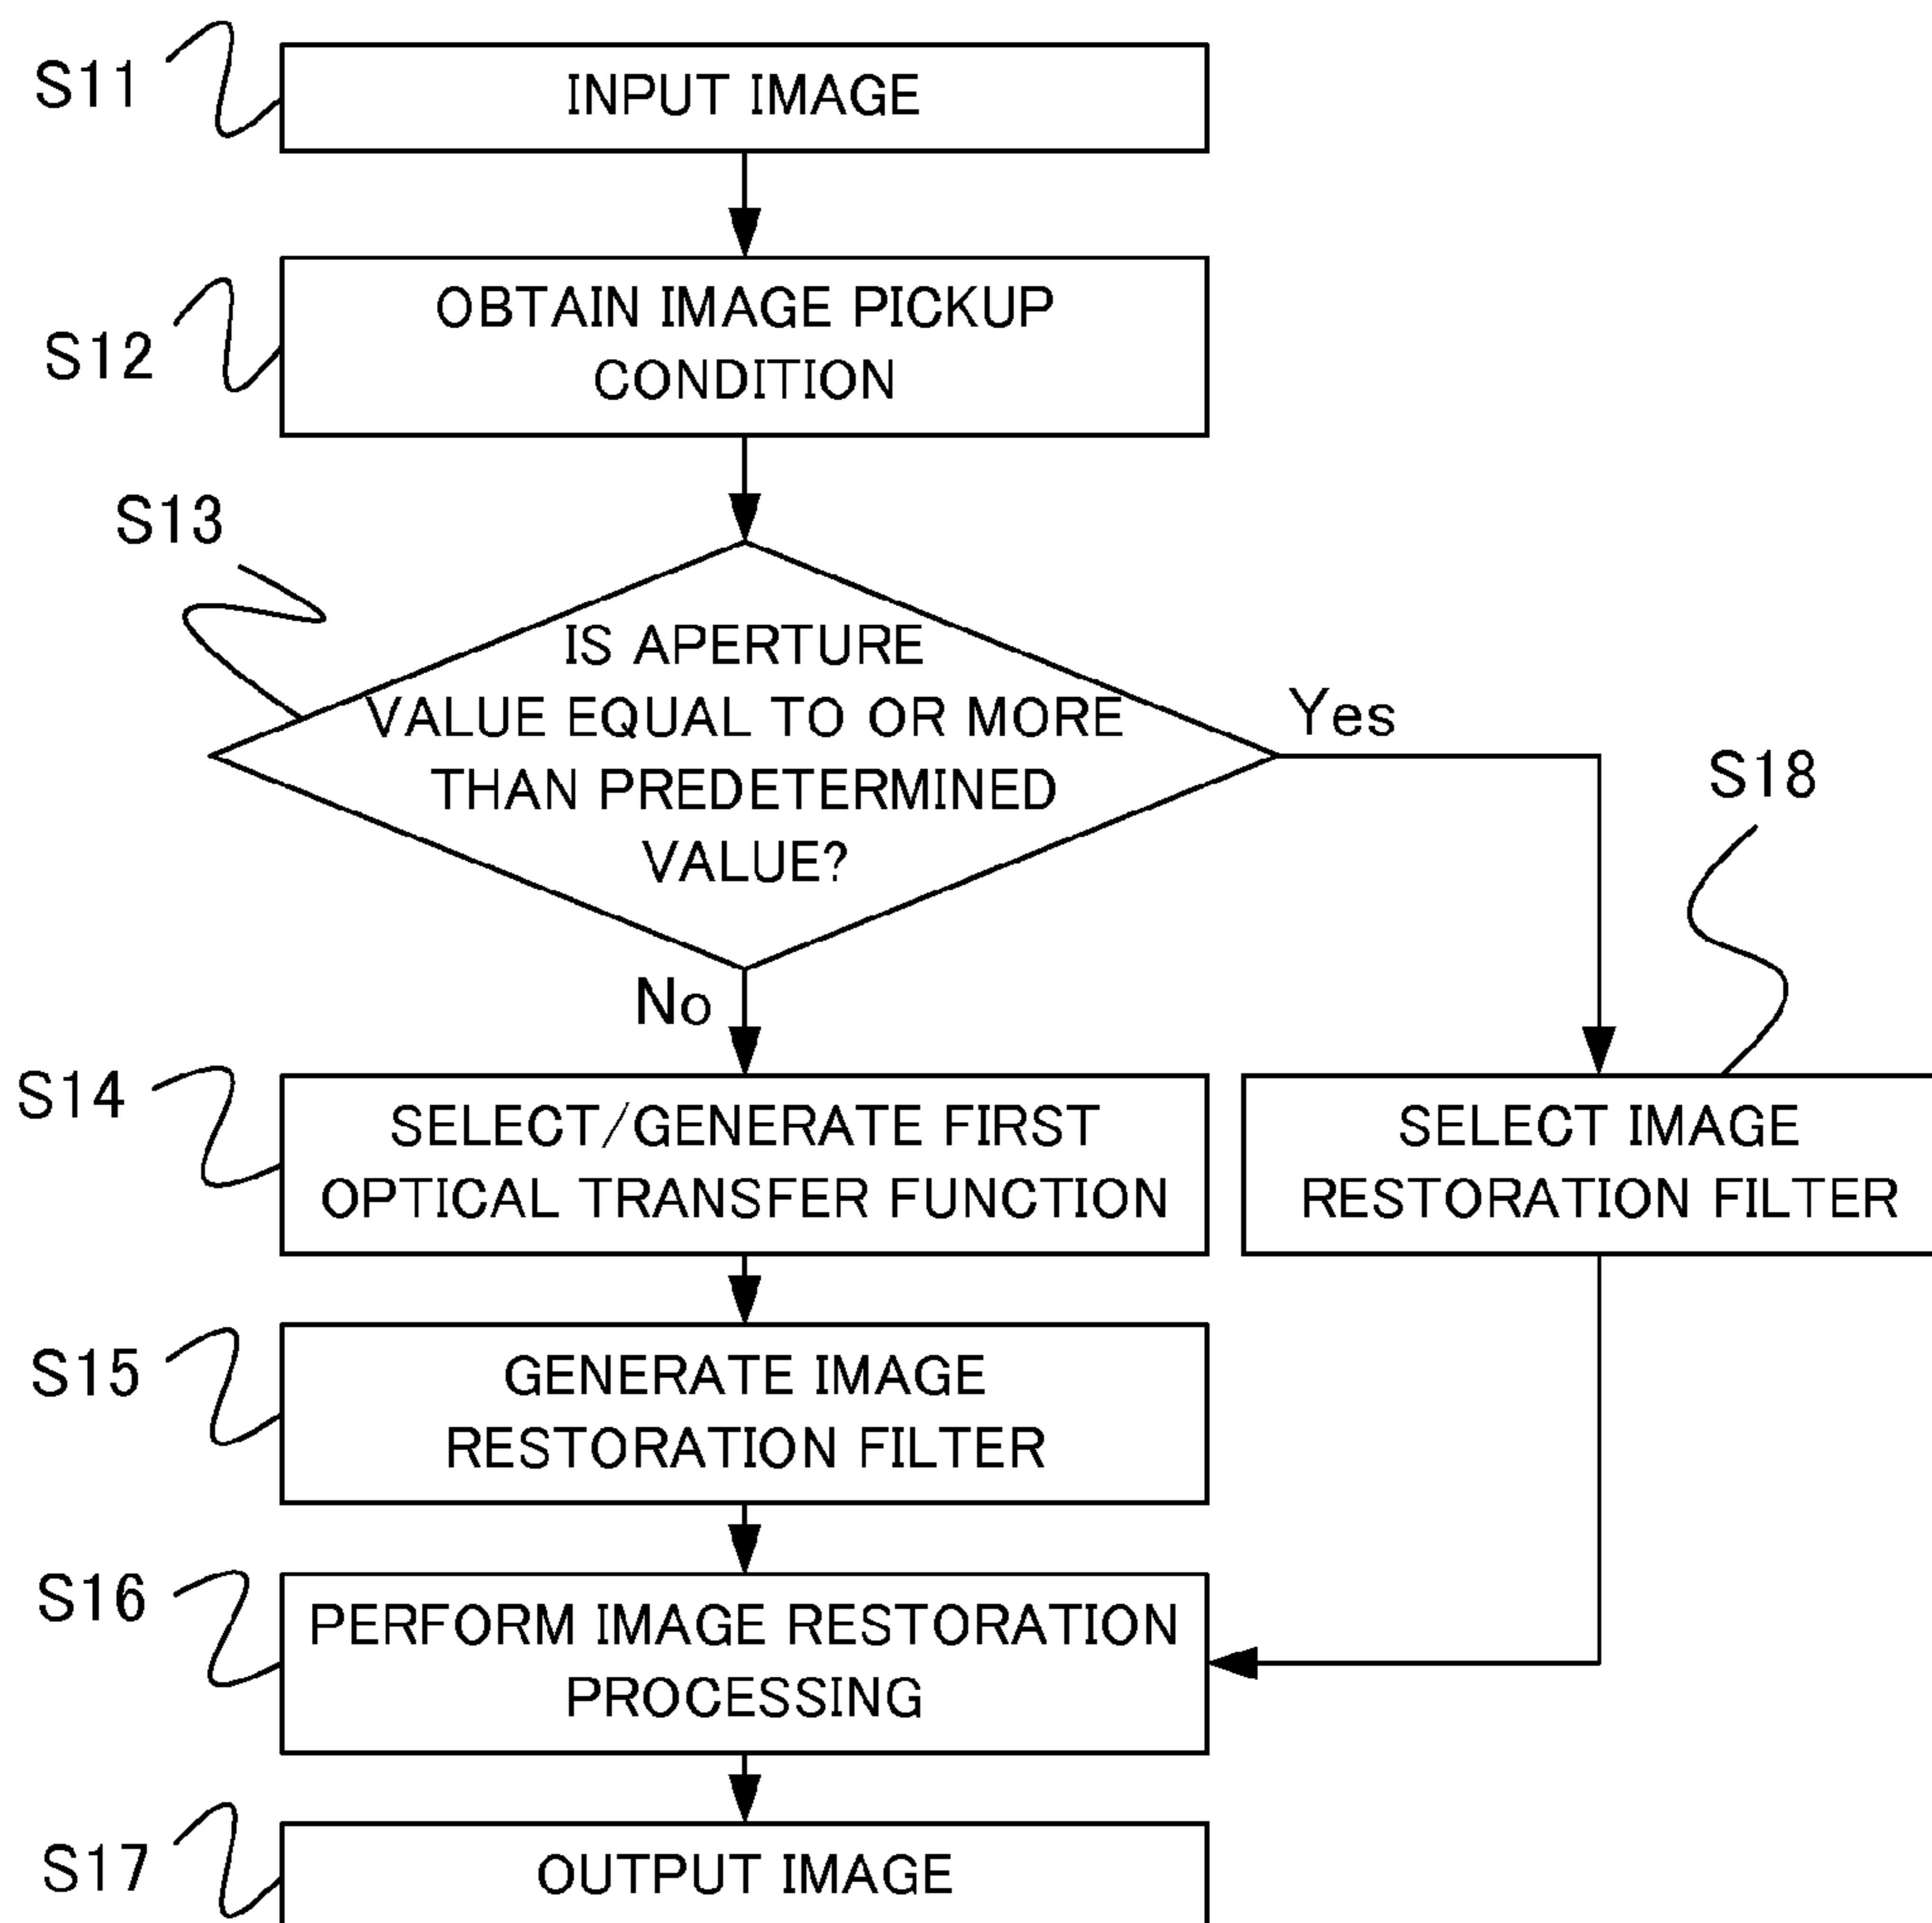 S11
INPUT IMAGE
S12
OBTAIN IMAGE PICKUP
CONDITION
S13
IS APERTURE
VALUE EQUAL TO OR MORE
THAN PREDETERMINED
VALUE?
Yes
No
S14
SELECT/GENERATE FIRST
OPTICAL TRANSFER FUNCTION
S18
SELECT IMAGE
RESTORATION FILTER
S15
GENERATE IMAGE
RESTORATION FILTER
S16
PERFORM IMAGE RESTORATION
PROCESSING
S17
OUTPUT IMAGE